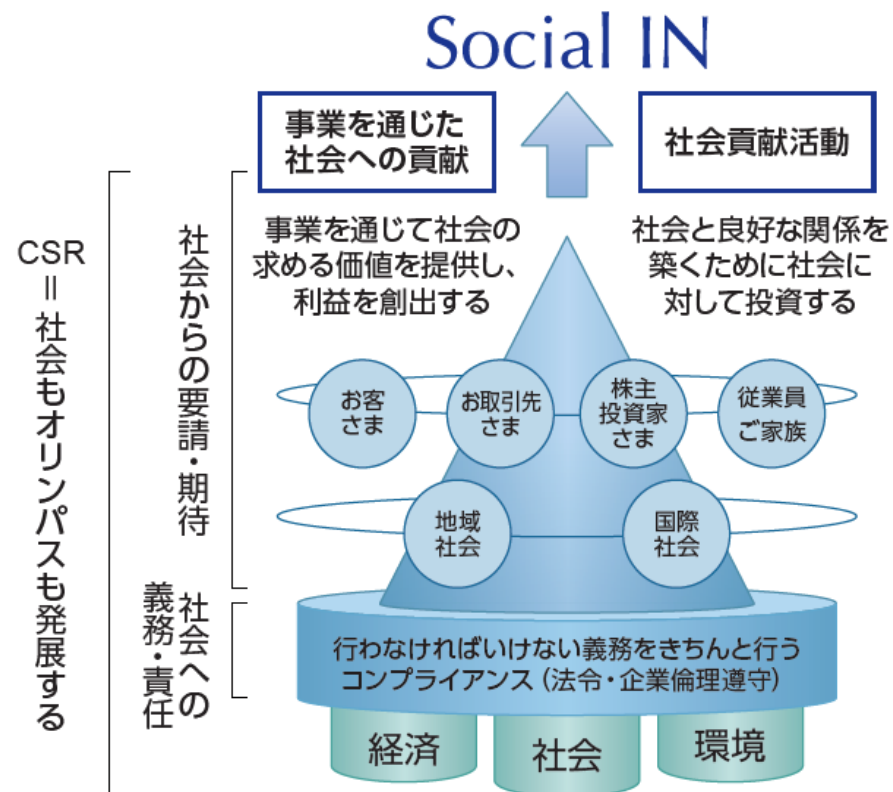 Social IN
事業を通じた
社会への貢献
社会貢献活動
事業を通じて社会の
求める価値を提供し、
利益を創出する
社会と良好な関係を
築くために社会に
対して投資する
CSR＝社会もオリンパスも発展する
社会からの要請・期待
お客
さま
お取引先
さま
株主
投資家
さま
従業員
ご家族
地域
社会
国際
社会
社会への
義務・責任
行わなければいけない義務をきちんと行う
コンプライアンス（法令・企業倫理遵守）
経済
社会
環境